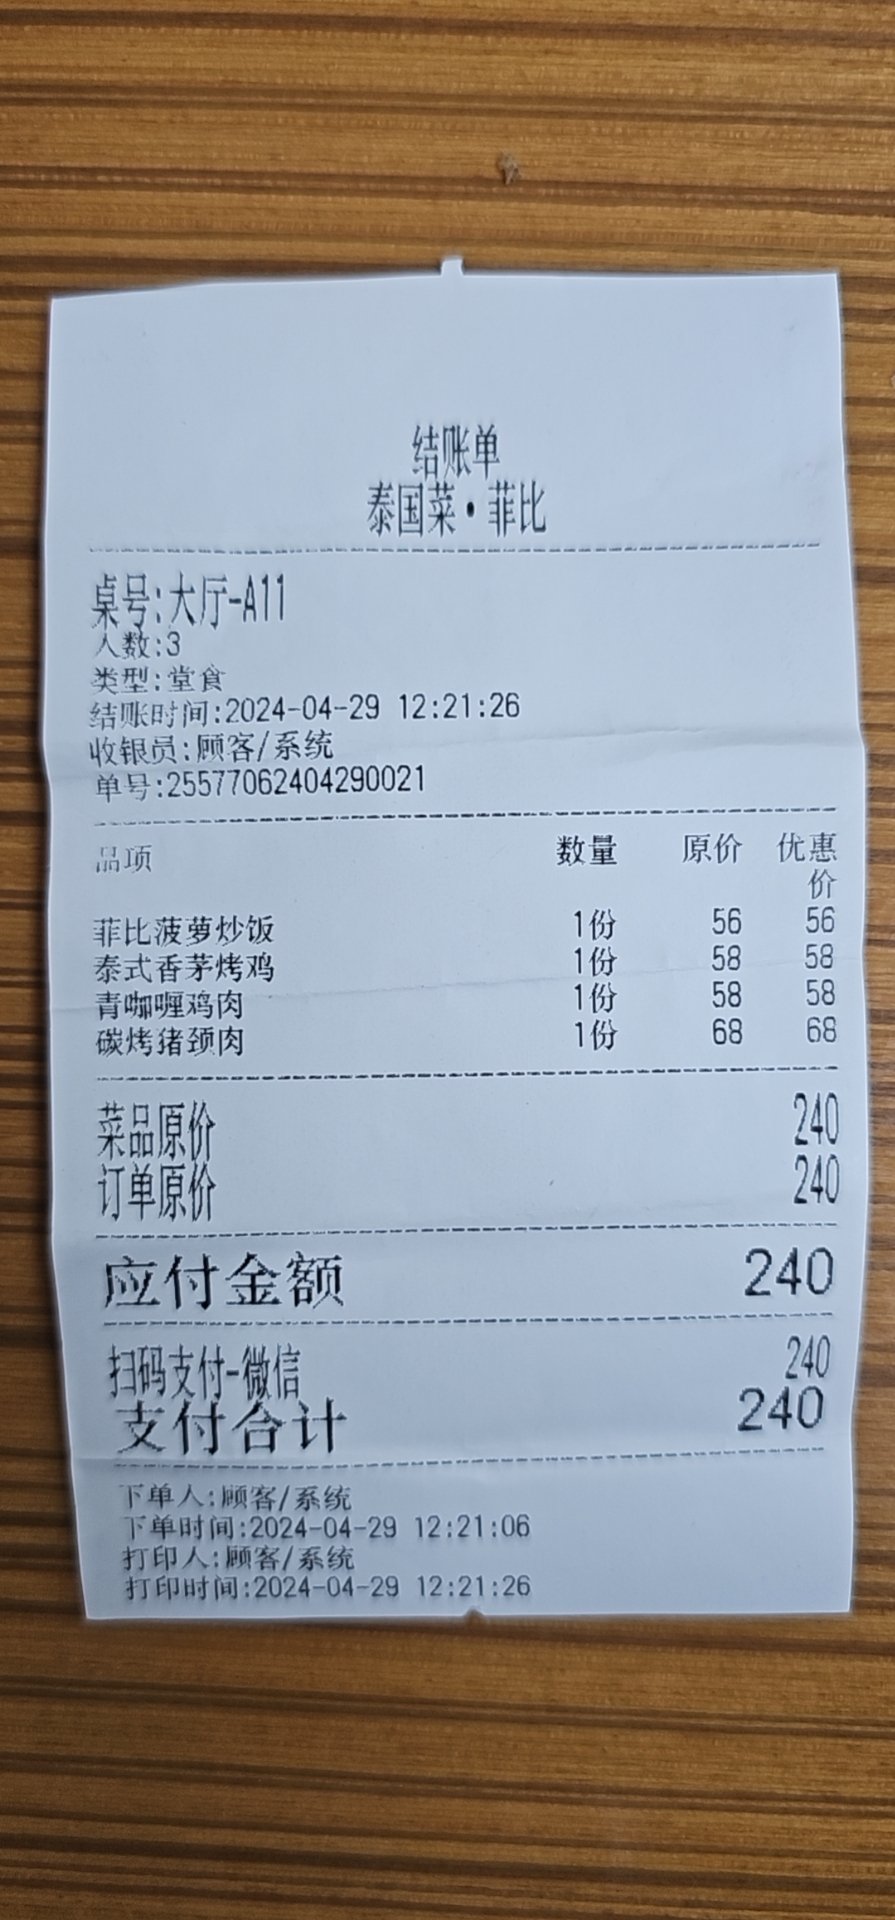 结账单
泰国菜·菲比
桌号:大厅-A11
人数:3
类型:堂食
结账时间:2024-04-29 12:21:26
收银员:顾客/系统
单号:25577062404290021
品项 数量 原价 优惠
价
菲比菠萝炒饭 1份 56 56
泰式香茅烤鸡 1份 58 58
青咖喱鸡肉 1份 58 58
碳烤猪颈肉 1份 68 68
菜品原价 240
订单原价 240
应付金额 240
扫码支付-微信 240
支付合计 240
下单人:顾客/系统
下单时间:2024-04-29 12:21:06
打印人:顾客/系统
打印时间:2024-04-29 12:21:26